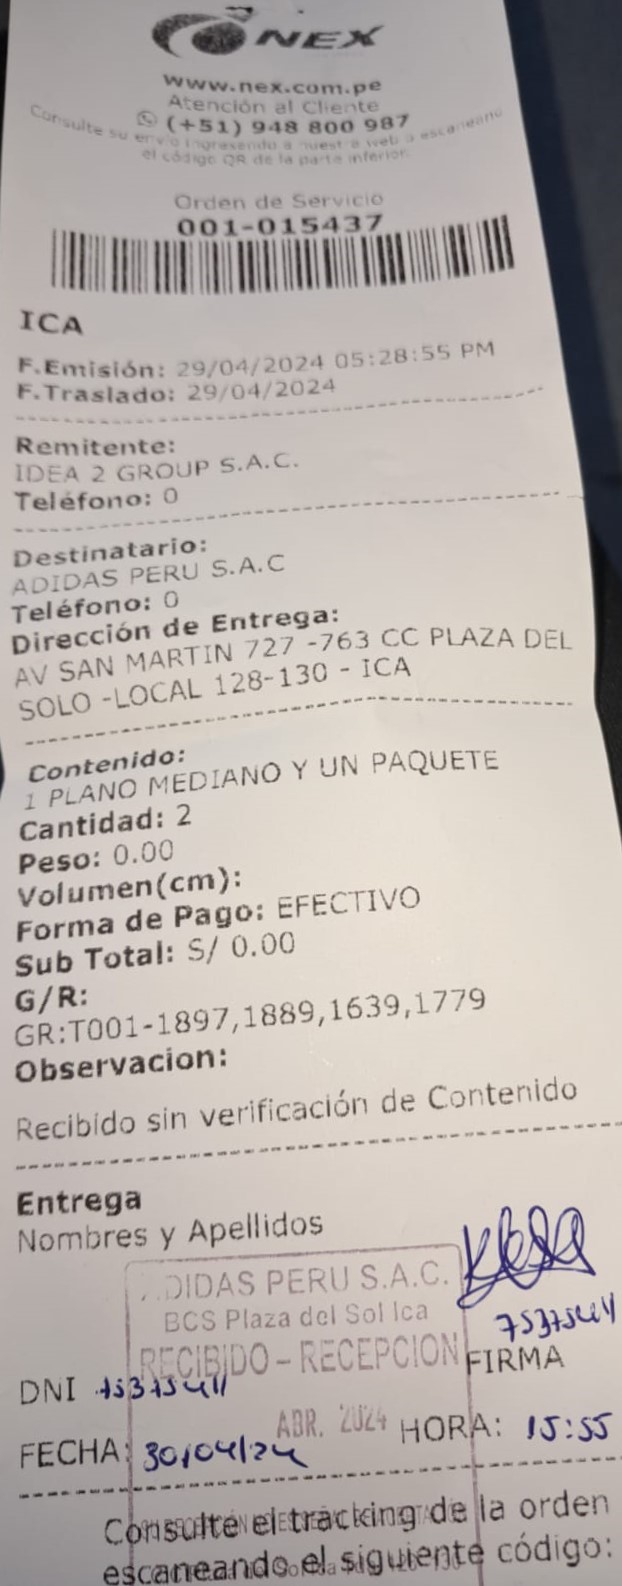 NEX
www.nex.com.pe
Atención al Cliente
(+51) 948 800 987
Consulte su envío ingresando a nuestra web o escaneando
el código QR de la parte inferior.
Orden de Servicio
001-015437
ICA
F.Emisión: 29/04/2024 05:28:55 PM
F.Traslado: 29/04/2024
Remitente:
IDEA 2 GROUP S.A.C.
Teléfono: 0
Destinatario:
ADIDAS PERU S.A.C
Teléfono: 0
Dirección de Entrega:
AV SAN MARTIN 727 -763 CC PLAZA DEL
SOLO -LOCAL 128-130 - ICA
Contenido:
1 PLANO MEDIANO Y UN PAQUETE
Cantidad: 2
Peso: 0.00
Volumen(cm):
Forma de Pago: EFECTIVO
Sub Total: S/ 0.00
G/R:
GR:T001-1897,1889,1639,1779
Observacion:
Recibido sin verificación de Contenido
Entrega
Nombres y Apellidos
ADIDAS PERU S.A.C.
BCS Plaza del Sol Ica
RECIBIDO - RECEPCION
FIRMA
DNI
ABR. 2024
FECHA: 30/04/24 HORA: 15:55
Consulte el tracking de la orden
escaneando el siguiente código: